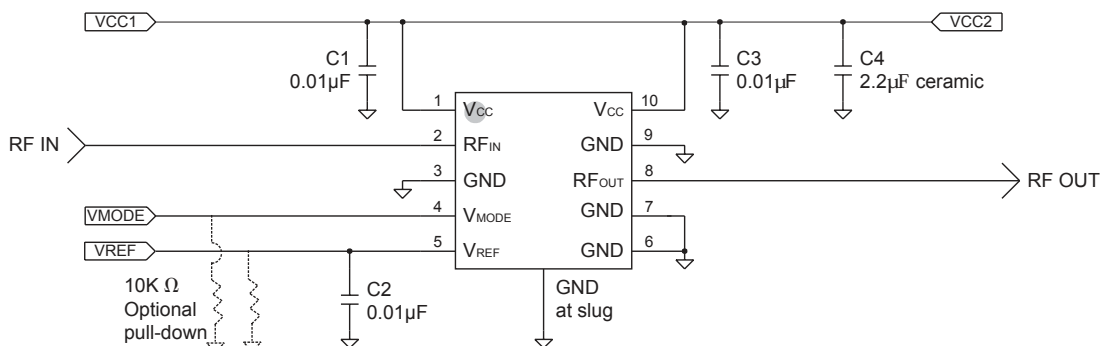 VCC1
VCC2
C1
0.01µF
C3
0.01µF
C4
2.2µF ceramic
1
VCC
VCC
10
RF IN
2
RFIN
GND
9
3
GND
RFOUT
8
RF OUT
VMODE
4
VMODE
GND
7
VREF
5
VREF
GND
6
10K Ω
Optional
pull-down
C2
0.01µF
GND
at slug